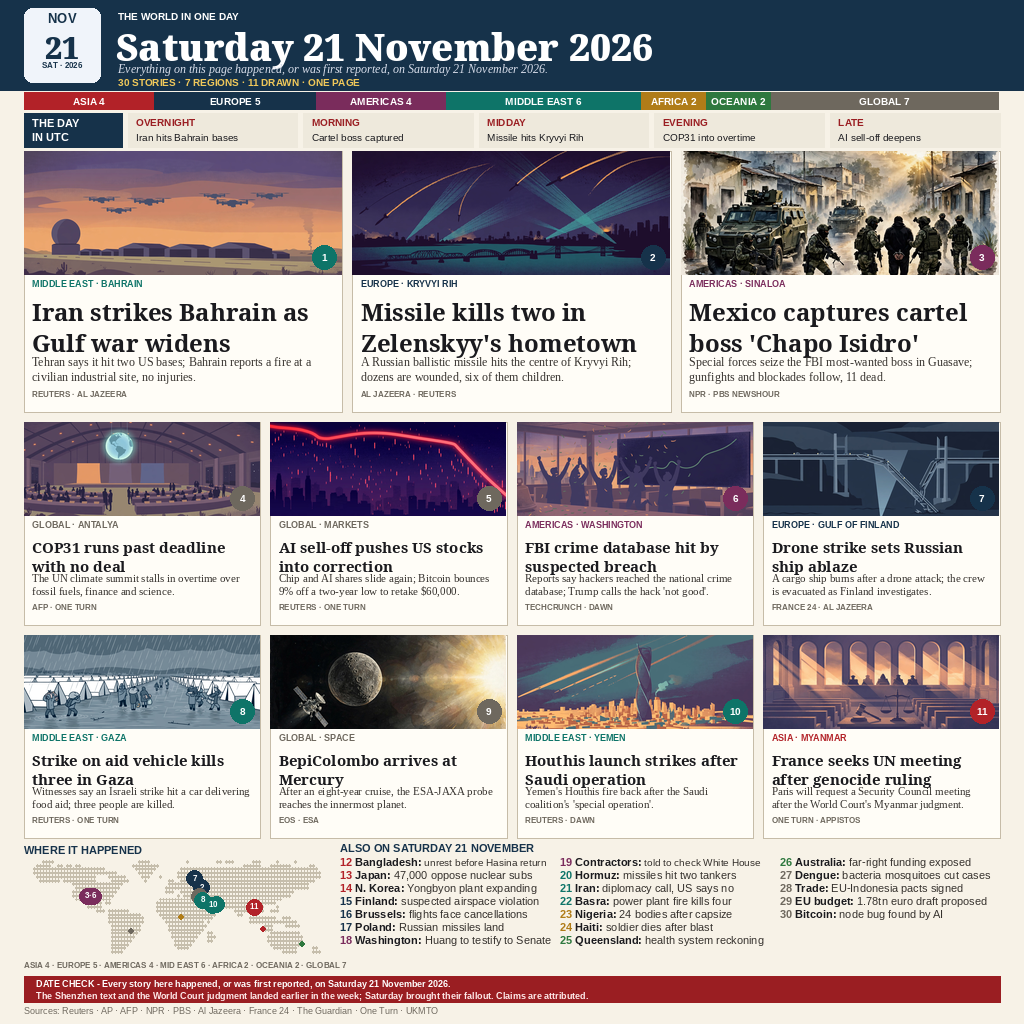 NOV
21
SAT · 2026
THE WORLD IN ONE DAY
Saturday 21 November 2026
Everything on this page happened, or was first reported, on Saturday 21 November 2026.
30 STORIES · 7 REGIONS · 11 DRAWN · ONE PAGE
ASIA 4
EUROPE 5
AMERICAS 4
MIDDLE EAST 6
AFRICA 2
OCEANIA 2
GLOBAL 7
THE DAY
IN UTC
OVERNIGHT
Iran hits Bahrain bases
MORNING
Cartel boss captured
MIDDAY
Missile hits Kryvyi Rih
EVENING
COP31 into overtime
LATE
AI sell-off deepens
1
MIDDLE EAST · BAHRAIN
Iran strikes Bahrain as
Gulf war widens
Tehran says it hit two US bases; Bahrain reports a fire at a
civilian industrial site, no injuries.
REUTERS · AL JAZEERA
2
EUROPE · KRYVYI RIH
Missile kills two in
Zelenskyy's hometown
A Russian ballistic missile hits the centre of Kryvyi Rih;
dozens are wounded, six of them children.
AL JAZEERA · REUTERS
3
AMERICAS · SINALOA
Mexico captures cartel
boss 'Chapo Isidro'
Special forces seize the FBI most-wanted boss in Guasave;
gunfights and blockades follow, 11 dead.
NPR · PBS NEWSHOUR
4
GLOBAL · ANTALYA
COP31 runs past deadline
with no deal
The UN climate summit stalls in overtime over
fossil fuels, finance and science.
AFP · ONE TURN
5
GLOBAL · MARKETS
AI sell-off pushes US stocks
into correction
Chip and AI shares slide again; Bitcoin bounces
9% off a two-year low to retake $60,000.
REUTERS · ONE TURN
6
AMERICAS · WASHINGTON
FBI crime database hit by
suspected breach
Reports say hackers reached the national crime
database; Trump calls the hack 'not good'.
TECHCRUNCH · DAWN
7
EUROPE · GULF OF FINLAND
Drone strike sets Russian
ship ablaze
A cargo ship burns after a drone attack; the crew
is evacuated as Finland investigates.
FRANCE 24 · AL JAZEERA
8
MIDDLE EAST · GAZA
Strike on aid vehicle kills
three in Gaza
Witnesses say an Israeli strike hit a car delivering
food aid; three people are killed.
REUTERS · ONE TURN
9
GLOBAL · SPACE
BepiColombo arrives at
Mercury
After an eight-year cruise, the ESA-JAXA probe
reaches the innermost planet.
EOS · ESA
10
MIDDLE EAST · YEMEN
Houthis launch strikes after
Saudi operation
Yemen's Houthis fire back after the Saudi
coalition's 'special operation'.
REUTERS · DAWN
11
ASIA · MYANMAR
France seeks UN meeting
after genocide ruling
Paris will request a Security Council meeting
after the World Court's Myanmar judgment.
ONE TURN · APPISTOS
WHERE IT HAPPENED
3·6
7
2
8
10
11
ASIA 4 · EUROPE 5 · AMERICAS 4 · MID EAST 6 · AFRICA 2 · OCEANIA 2 · GLOBAL 7
ALSO ON SATURDAY 21 NOVEMBER
12 Bangladesh: unrest before Hasina return
13 Japan: 47,000 oppose nuclear subs
14 N. Korea: Yongbyon plant expanding
15 Finland: suspected airspace violation
16 Brussels: flights face cancellations
17 Poland: Russian missiles land
18 Washington: Huang to testify to Senate
19 Contractors: told to check White House
20 Hormuz: missiles hit two tankers
21 Iran: diplomacy call, US says no
22 Basra: power plant fire kills four
23 Nigeria: 24 bodies after capsize
24 Haiti: soldier dies after blast
25 Queensland: health system reckoning
26 Australia: far-right funding exposed
27 Dengue: bacteria mosquitoes cut cases
28 Trade: EU-Indonesia pacts signed
29 EU budget: 1.78tn euro draft proposed
30 Bitcoin: node bug found by AI
DATE CHECK - Every story here happened, or was first reported, on Saturday 21 November 2026.
The Shenzhen text and the World Court judgment landed earlier in the week; Saturday brought their fallout. Claims are attributed.
Sources: Reuters · AP · AFP · NPR · PBS · Al Jazeera · France 24 · The Guardian · One Turn · UKMTO